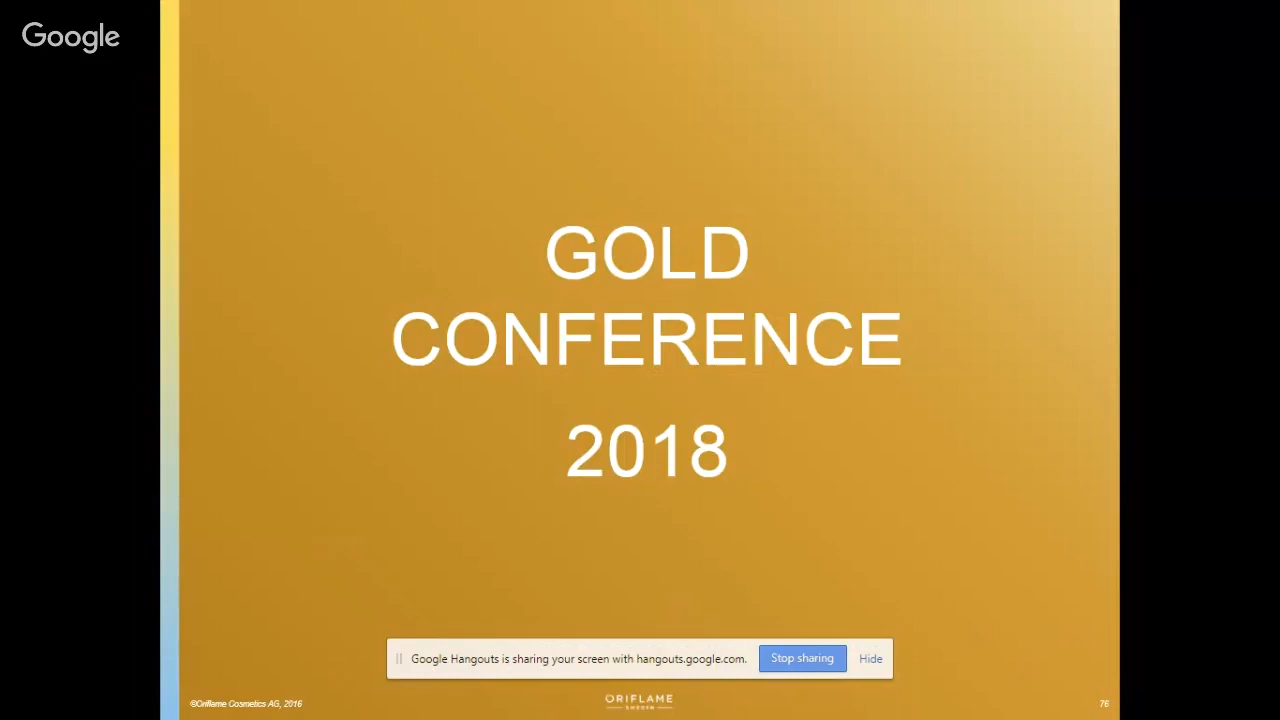 Google
GOLD
CONFERENCE
2018
Google Hangouts is sharing your screen with hangouts.google.com. Stop sharing Hide
©Oriflame Cosmetics AG, 2016
ORIFLAME
SWEDEN
76